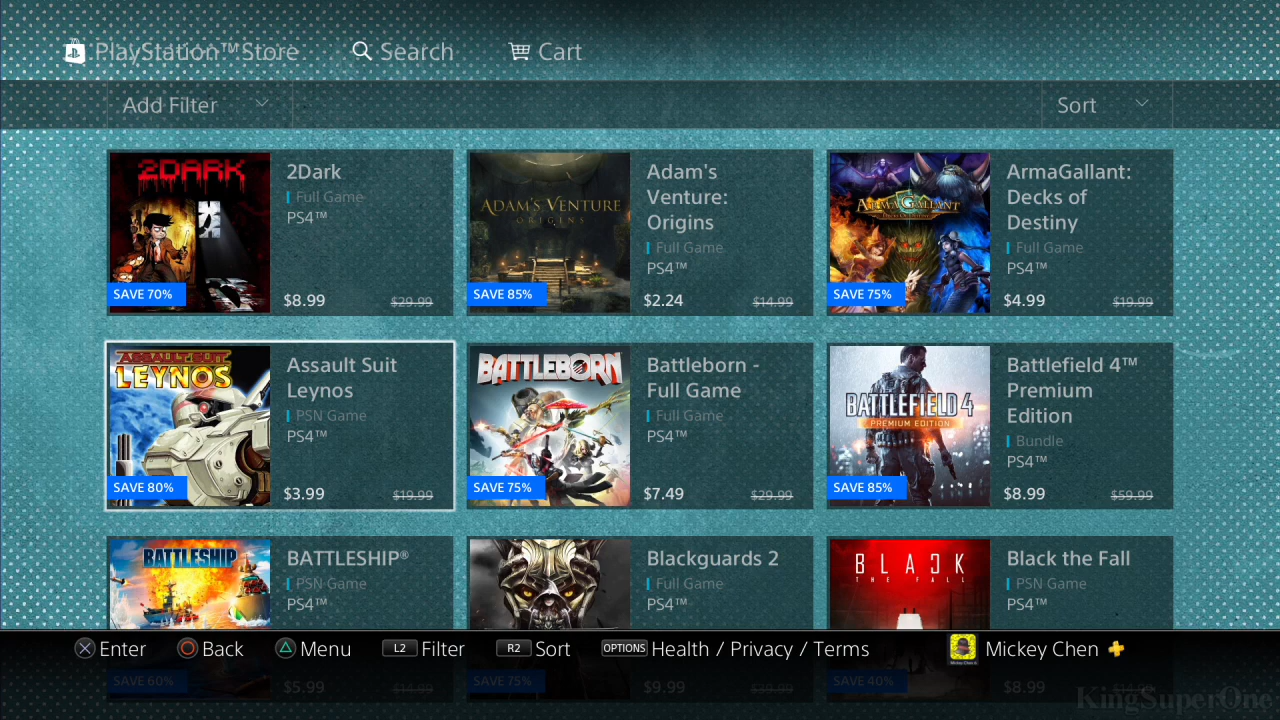 PlayStation™Store
Search
Cart
Add Filter
Sort
2DARK
2Dark
Full Game
PS4™
SAVE 70%
$8.99
$29.99
ADAM'S VENTURE
ORIGINS
Adam's
Venture:
Origins
Full Game
PS4™
SAVE 85%
$2.24
$14.99
ARMAGALLANT
DECKS OF DESTINY
ArmaGallant:
Decks of
Destiny
Full Game
PS4™
SAVE 75%
$4.99
$19.99
ASSAULT SUIT
LEYNOS
Assault Suit
Leynos
PSN Game
PS4™
SAVE 80%
$3.99
$19.99
BATTLEBORN
Battleborn -
Full Game
Full Game
PS4™
SAVE 75%
$7.49
$29.99
BATTLEFIELD 4
PREMIUM EDITION
Battlefield 4™
Premium
Edition
Bundle
PS4™
SAVE 85%
$8.99
$59.99
BATTLESHIP
BATTLESHIP®
PSN Game
PS4™
SAVE 60%
$5.99
$14.99
Blackguards 2
Full Game
PS4™
SAVE 75%
$9.99
$39.99
BLACK
THE FALL
Black the Fall
PSN Game
PS4™
SAVE 40%
$8.99
Enter
Back
Menu
L2 Filter
R2 Sort
OPTIONS Health / Privacy / Terms
Mickey Chen
KingSuperOne